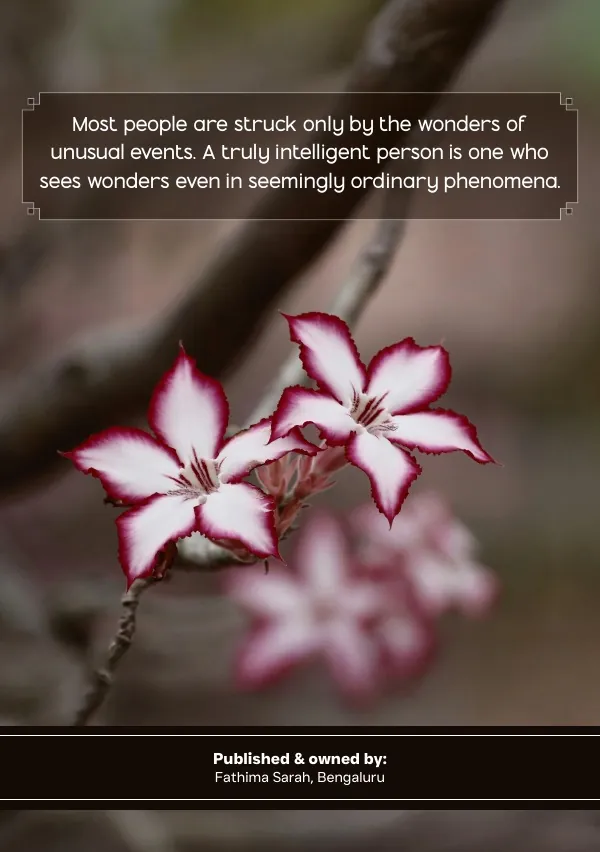 Most people are struck only by the wonders of
unusual events. A truly intelligent person is one who
sees wonders even in seemingly ordinary phenomena.
Published & owned by:
Fathima Sarah, Bengaluru